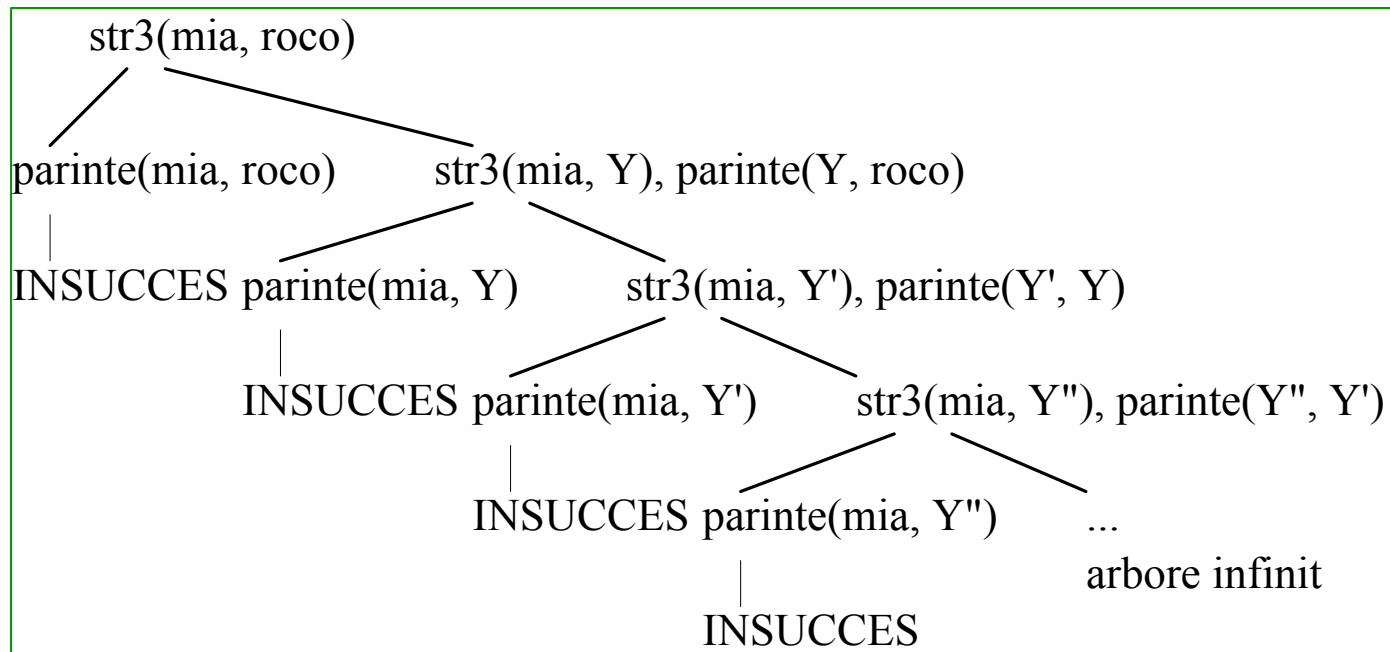 str3(mia, roco)
parinte(mia, roco) str3(mia, Y), parinte(Y, roco)
INSUCCES parinte(mia, Y) str3(mia, Y'), parinte(Y', Y)
INSUCCES parinte(mia, Y') str3(mia, Y"), parinte(Y", Y')
INSUCCES parinte(mia, Y") ...
arbore infinit
INSUCCES